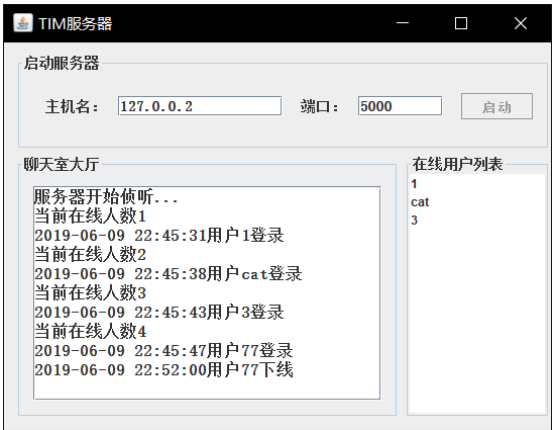 TIM服务器
启动服务器
主机名： 127.0.0.2 端口： 5000 启动
聊天室大厅
服务器开始侦听...
当前在线人数1
2019-06-09 22:45:31用户1登录
当前在线人数2
2019-06-09 22:45:38用户cat登录
当前在线人数3
2019-06-09 22:45:43用户3登录
当前在线人数4
2019-06-09 22:45:47用户77登录
2019-06-09 22:52:00用户77下线
在线用户列表
1
cat
3